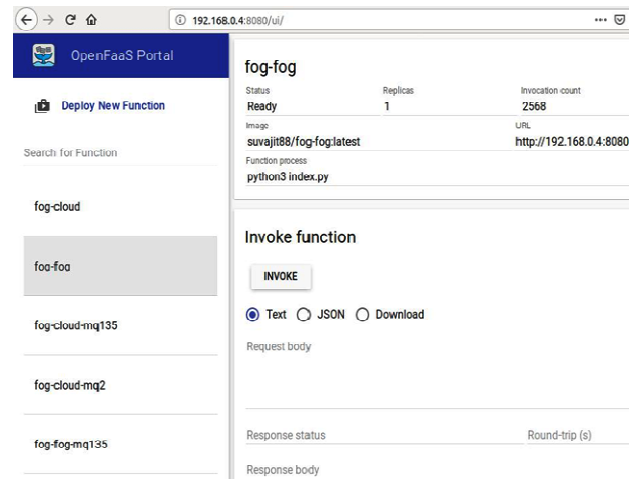 192.168.0.4:8080/ui/
OpenFaaS Portal
Deploy New Function
Search for Function
fog-cloud
fog-fog
fog-cloud-mq135
fog-cloud-mq2
fog-fog-mq135
fog-fog
Status
Replicas
Invocation count
Ready
1
2568
Image
URL
suvajit88/fog-fog:latest
http://192.168.0.4:8080
Function process
python3 index.py
Invoke function
INVOKE
Text JSON Download
Request body
Response status
Round-trip (s)
Response body